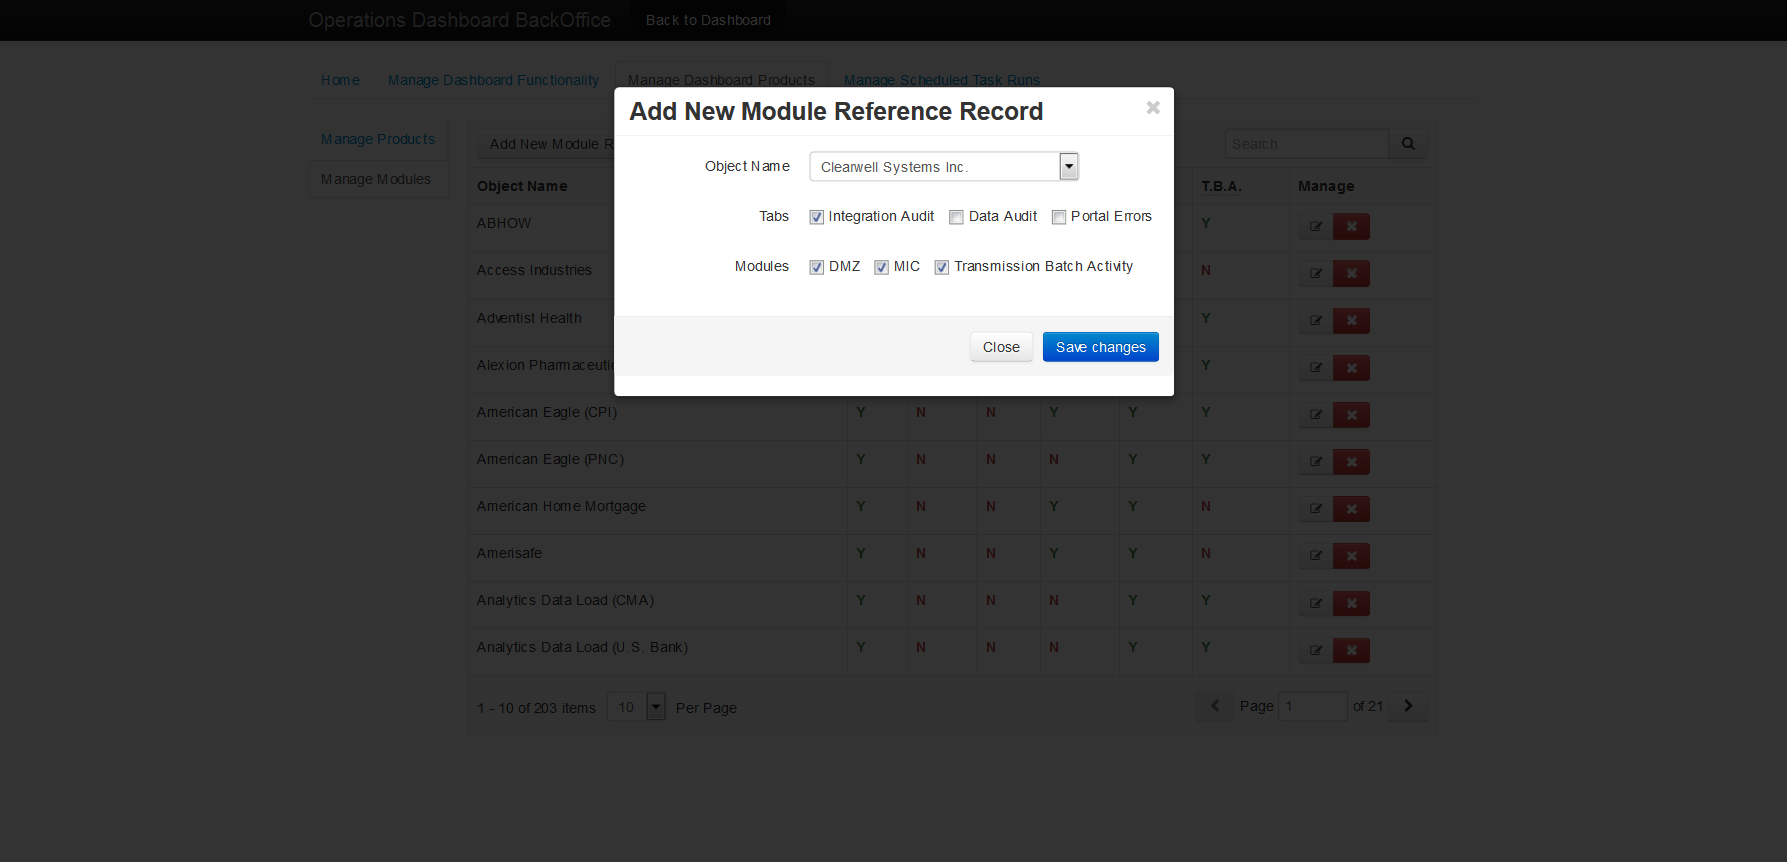 Operations Dashboard BackOffice Back to Dashboard
Home Manage Dashboard Functionality Manage Dashboard Products Manage Scheduled Task Runs
Add New Module Reference Record
Manage Products
Manage Modules
Add New Module R
Search
Object Name Clearwell Systems Inc.
Tabs Integration Audit Data Audit Portal Errors
Modules DMZ MIC Transmission Batch Activity
Close Save changes
Object Name T.B.A. Manage
ABHOW Y
Access Industries N
Adventist Health Y
Alexion Pharmaceutic Y
American Eagle (CPI) Y N N Y Y Y
American Eagle (PNC) Y N N N Y Y
American Home Mortgage Y N N Y Y N
Amerisafe Y N N Y Y N
Analytics Data Load (CMA) Y N N N Y Y
Analytics Data Load (U.S. Bank) Y N N N Y Y
1 - 10 of 203 items 10 Per Page Page 1 of 21